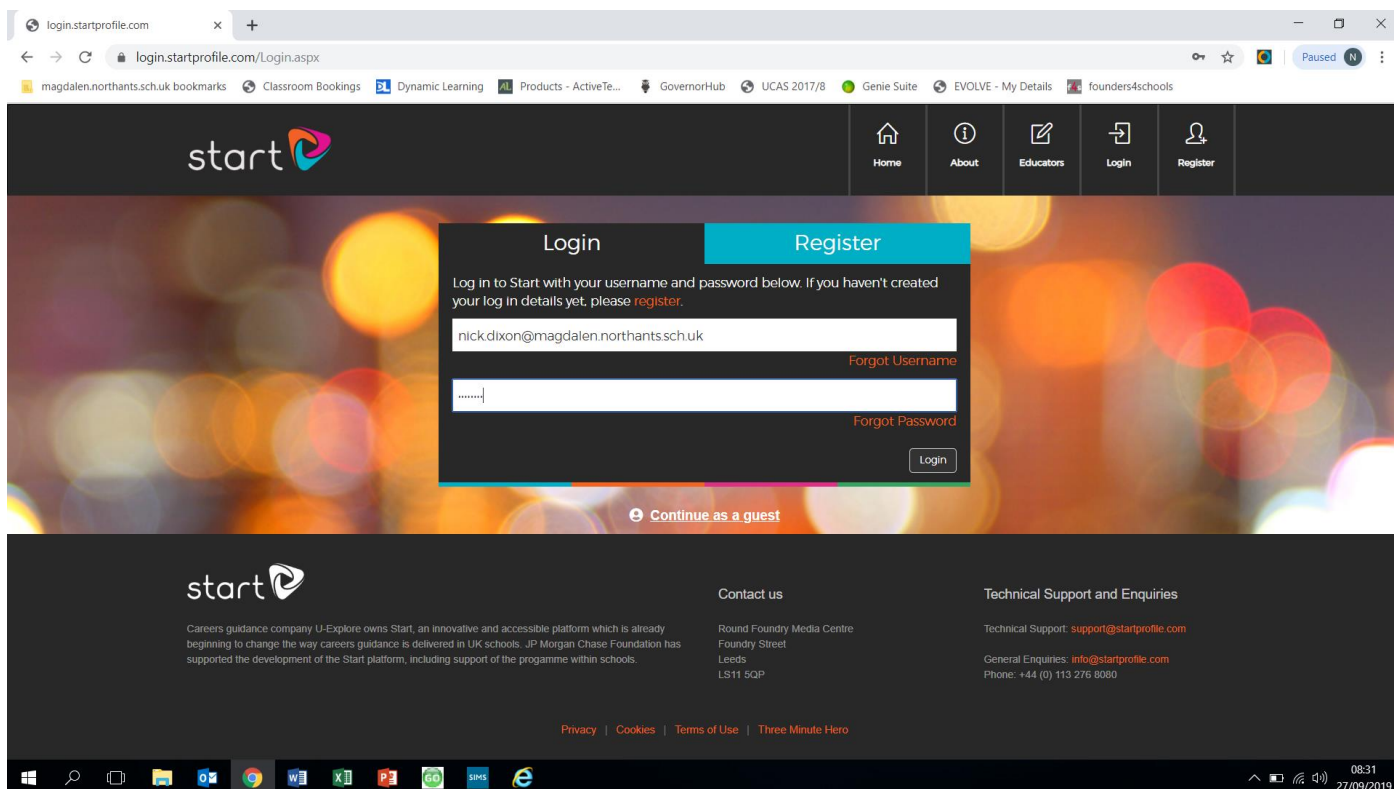 login.startprofile.com
login.startprofile.com/Login.aspx
Paused N
magdalen.northants.sch.uk bookmarks Classroom Bookings DL Dynamic Learning AL Products - ActiveTe... GovernorHub UCAS 2017/8 Genie Suite EVOLVE - My Details founders4schools
start
Home About Educators Login Register
Login Register
Log in to Start with your username and password below. If you haven't created
your log in details yet, please register.
nick.dixon@magdalen.northants.sch.uk
Forgot Username
........
Forgot Password
Login
Continue as a guest
start
Careers guidance company U-Explore owns Start, an innovative and accessible platform which is already
beginning to change the way careers guidance is delivered in UK schools. JP Morgan Chase Foundation has
supported the development of the Start platform, including support of the progamme within schools.
Contact us
Round Foundry Media Centre
Foundry Street
Leeds
LS11 5QP
Technical Support and Enquiries
Technical Support: support@startprofile.com
General Enquiries: info@startprofile.com
Phone: +44 (0) 113 276 8080
Privacy | Cookies | Terms of Use | Three Minute Hero
GO SIMS
08:31
27/09/2019